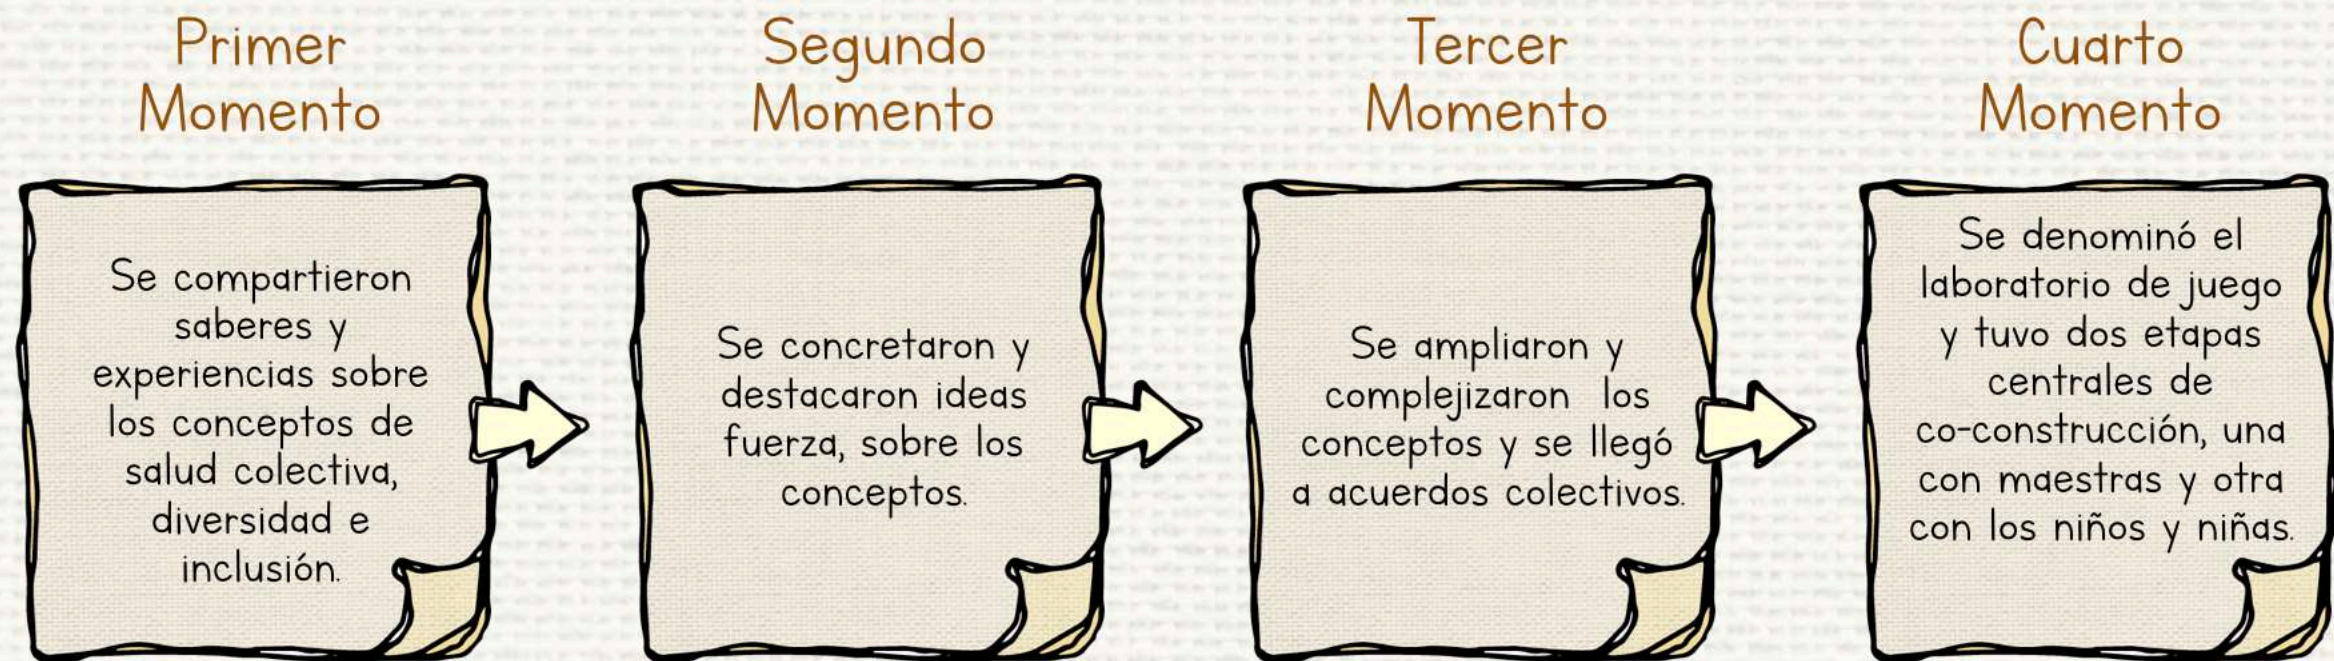 Primer
Momento
Se compartieron
saberes y
experiencias sobre
los conceptos de
salud colectiva,
diversidad e
inclusión.
Segundo
Momento
Se concretaron y
destacaron ideas
fuerza, sobre los
conceptos.
Tercer
Momento
Se ampliaron y
complejizaron los
conceptos y se llegó
a acuerdos colectivos.
Cuarto
Momento
Se denominó el
laboratorio de juego
y tuvo dos etapas
centrales de
co-construcción, una
con maestras y otra
con los niños y niñas.